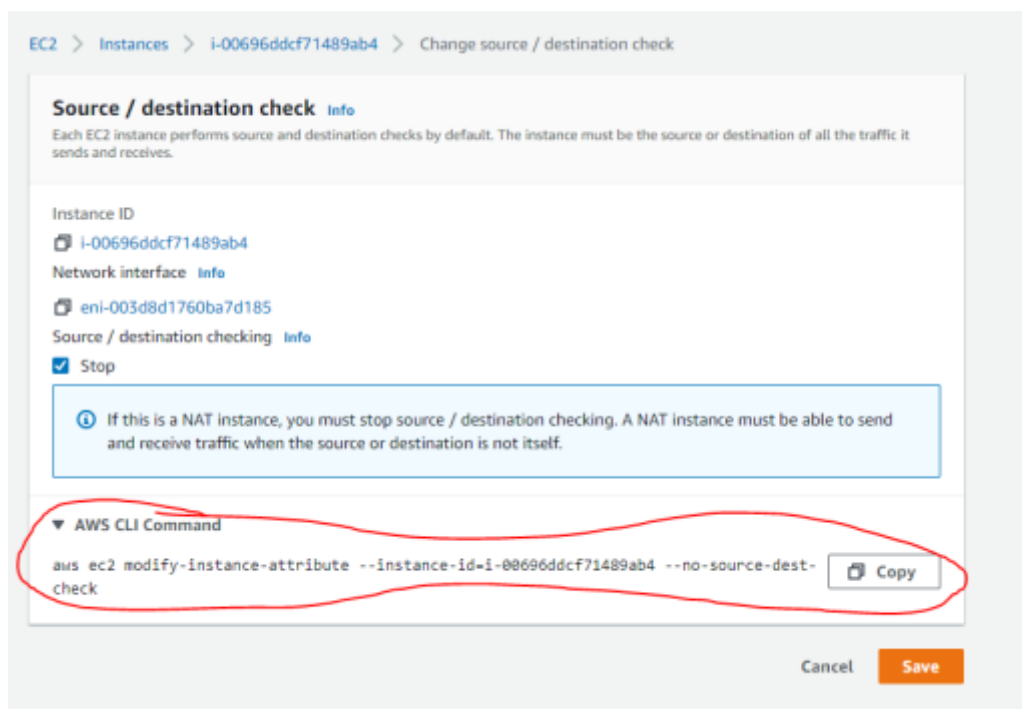 EC2 > Instances > i-00696ddcf71489ab4 > Change source / destination check
Source / destination check Info
Each EC2 instance performs source and destination checks by default. The instance must be the source or destination of all the traffic it
sends and receives.
Instance ID
i-00696ddcf71489ab4
Network interface Info
eni-003d8d1760ba7d185
Source / destination checking Info
Stop
If this is a NAT instance, you must stop source / destination checking. A NAT instance must be able to send
and receive traffic when the source or destination is not itself.
▼ AWS CLI Command
aws ec2 modify-instance-attribute --instance-id=i-00696ddcf71489ab4 --no-source-dest-
check
Copy
Cancel Save